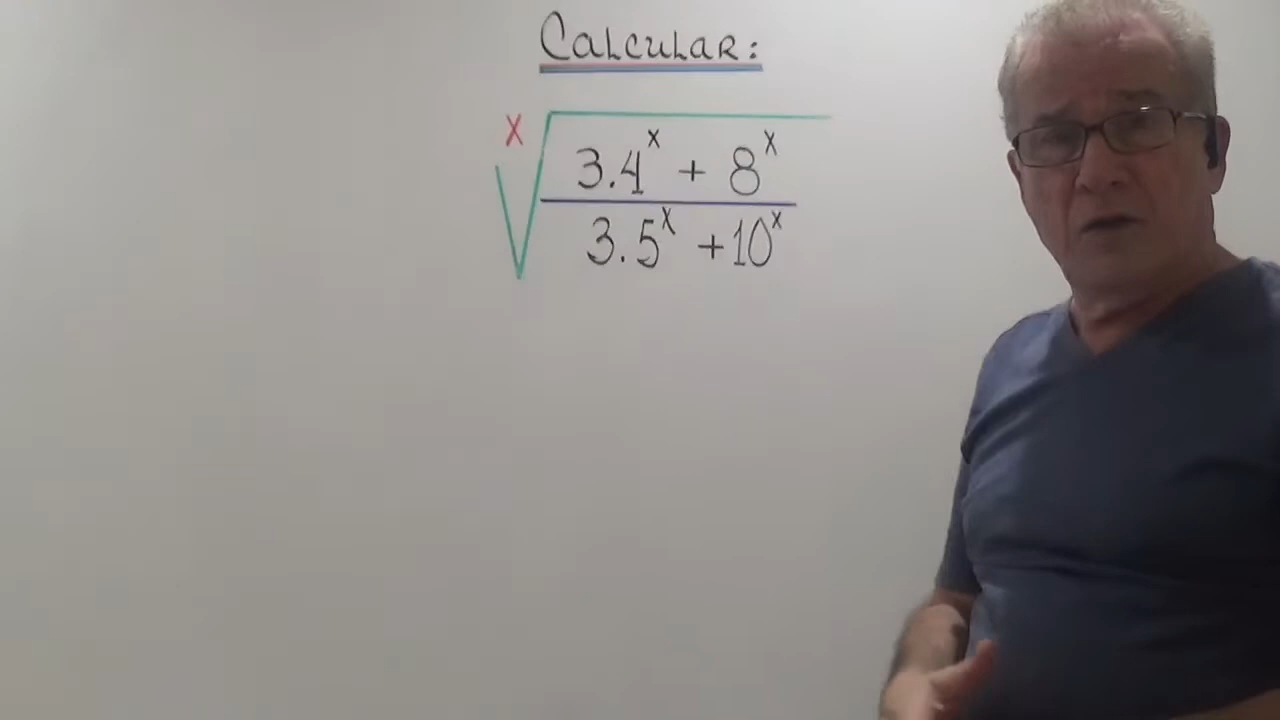 Calcular:
x√
3.4^x + 8^x
3.5^x + 10^x